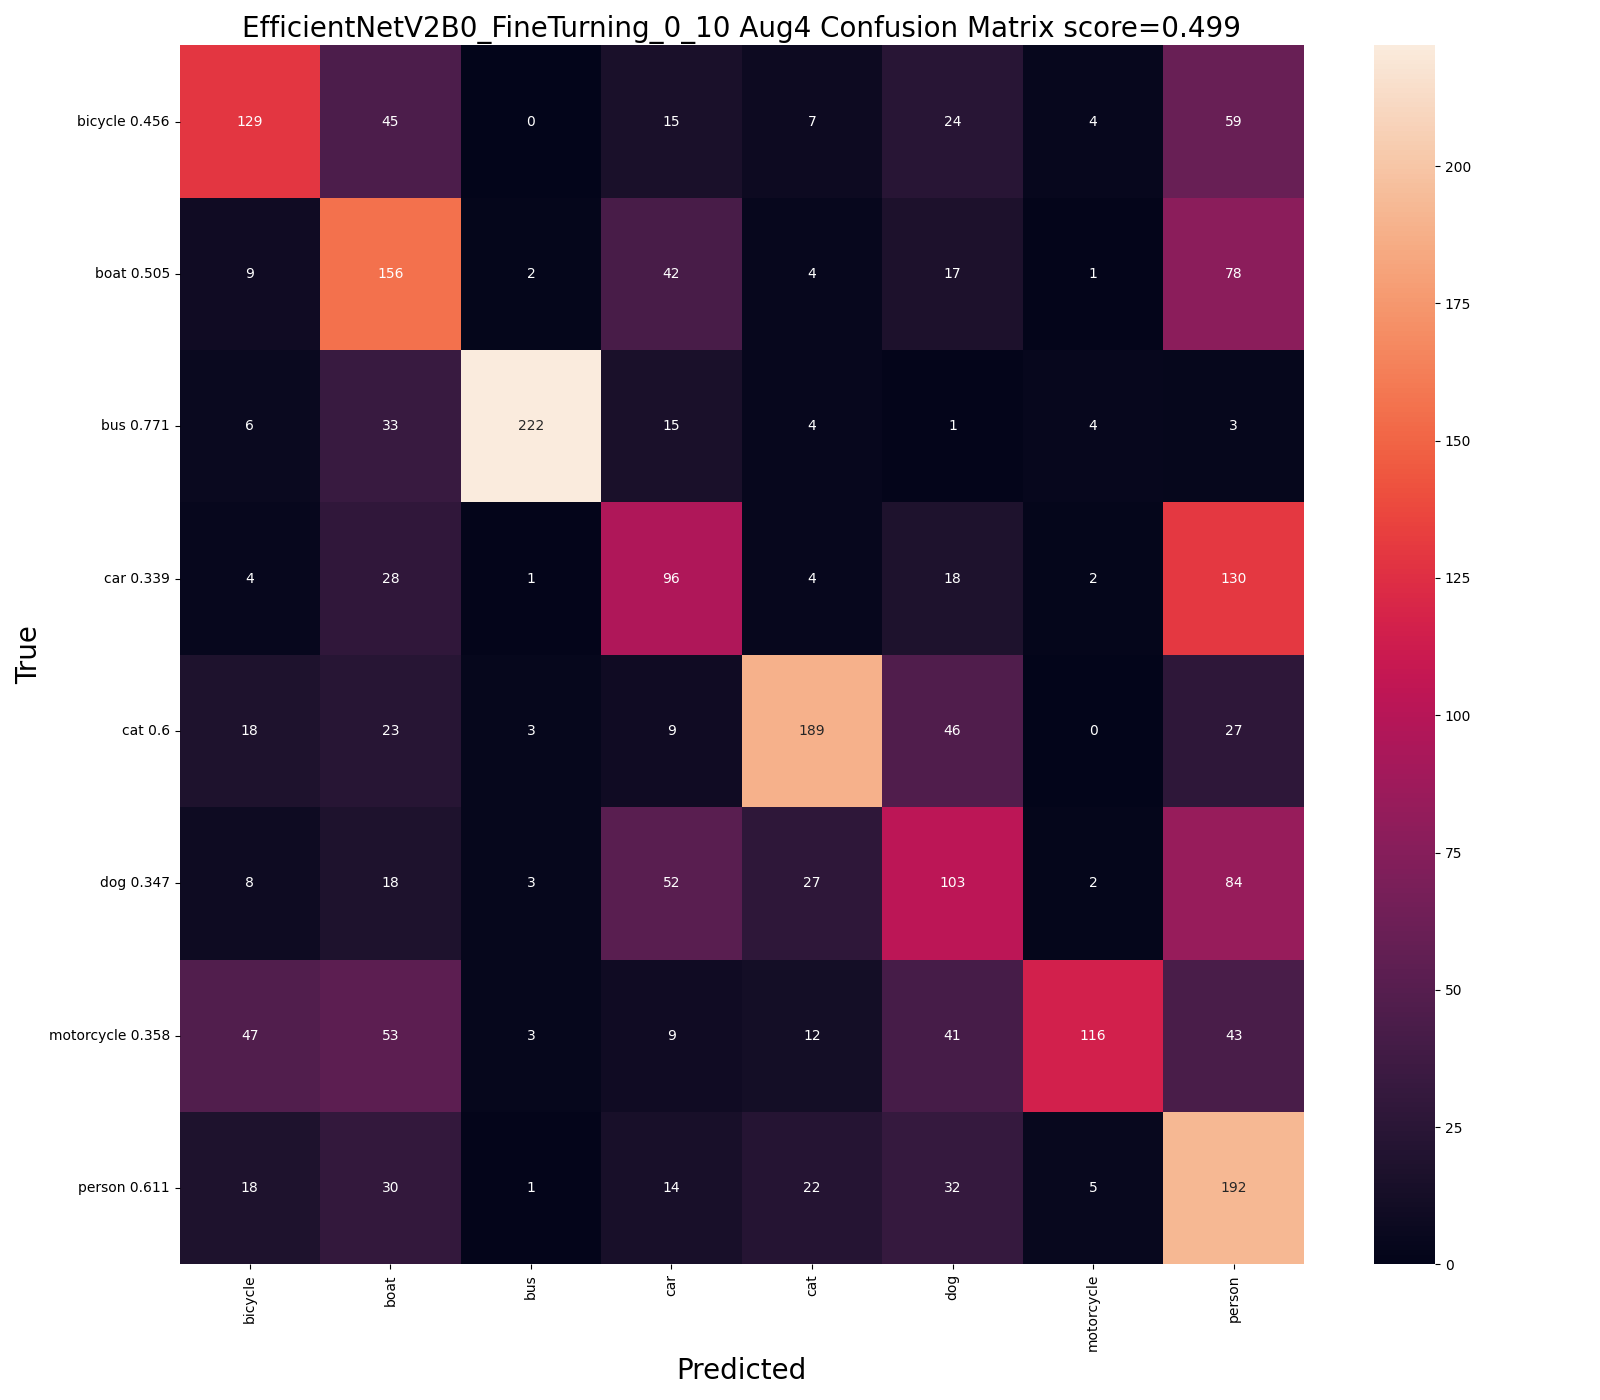 EfficientNetV2B0_FineTurning_0_10 Aug4 Confusion Matrix score=0.499
True
bicycle 0.456 129 45 0 15 7 24 4 59
boat 0.505 9 156 2 42 4 17 1 78
bus 0.771 6 33 222 15 4 1 4 3
car 0.339 4 28 1 96 4 18 2 130
cat 0.6 18 23 3 9 189 46 0 27
dog 0.347 8 18 3 52 27 103 2 84
motorcycle 0.358 47 53 3 9 12 41 116 43
person 0.611 18 30 1 14 22 32 5 192
bicycle boat bus car cat dog motorcycle person
Predicted
200
175
150
125
100
75
50
25
0